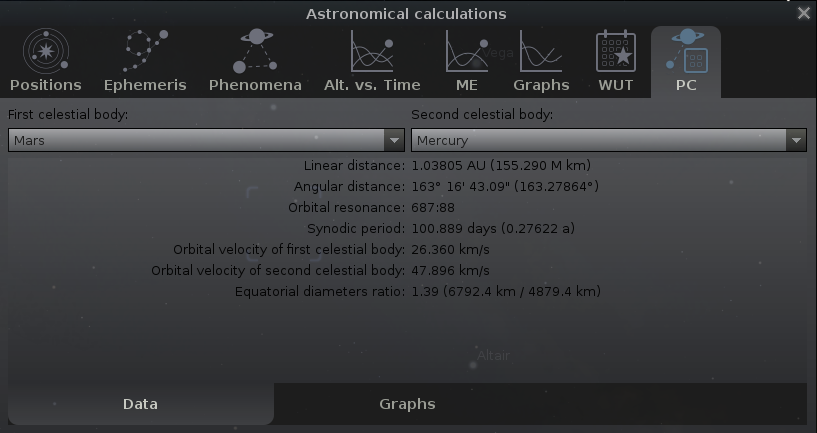 Astronomical calculations
Positions Ephemeris Phenomena Alt. vs. Time ME Graphs WUT PC
Vega
First celestial body: Second celestial body:
Mars Mercury
Linear distance: 1.03805 AU (155.290 M km)
Angular distance: 163° 16' 43.09" (163.27864°)
Orbital resonance: 687:88
Synodic period: 100.889 days (0.27622 a)
Orbital velocity of first celestial body: 26.360 km/s
Orbital velocity of second celestial body: 47.896 km/s
Equatorial diameters ratio: 1.39 (6792.4 km / 4879.4 km)
Altair
Data Graphs